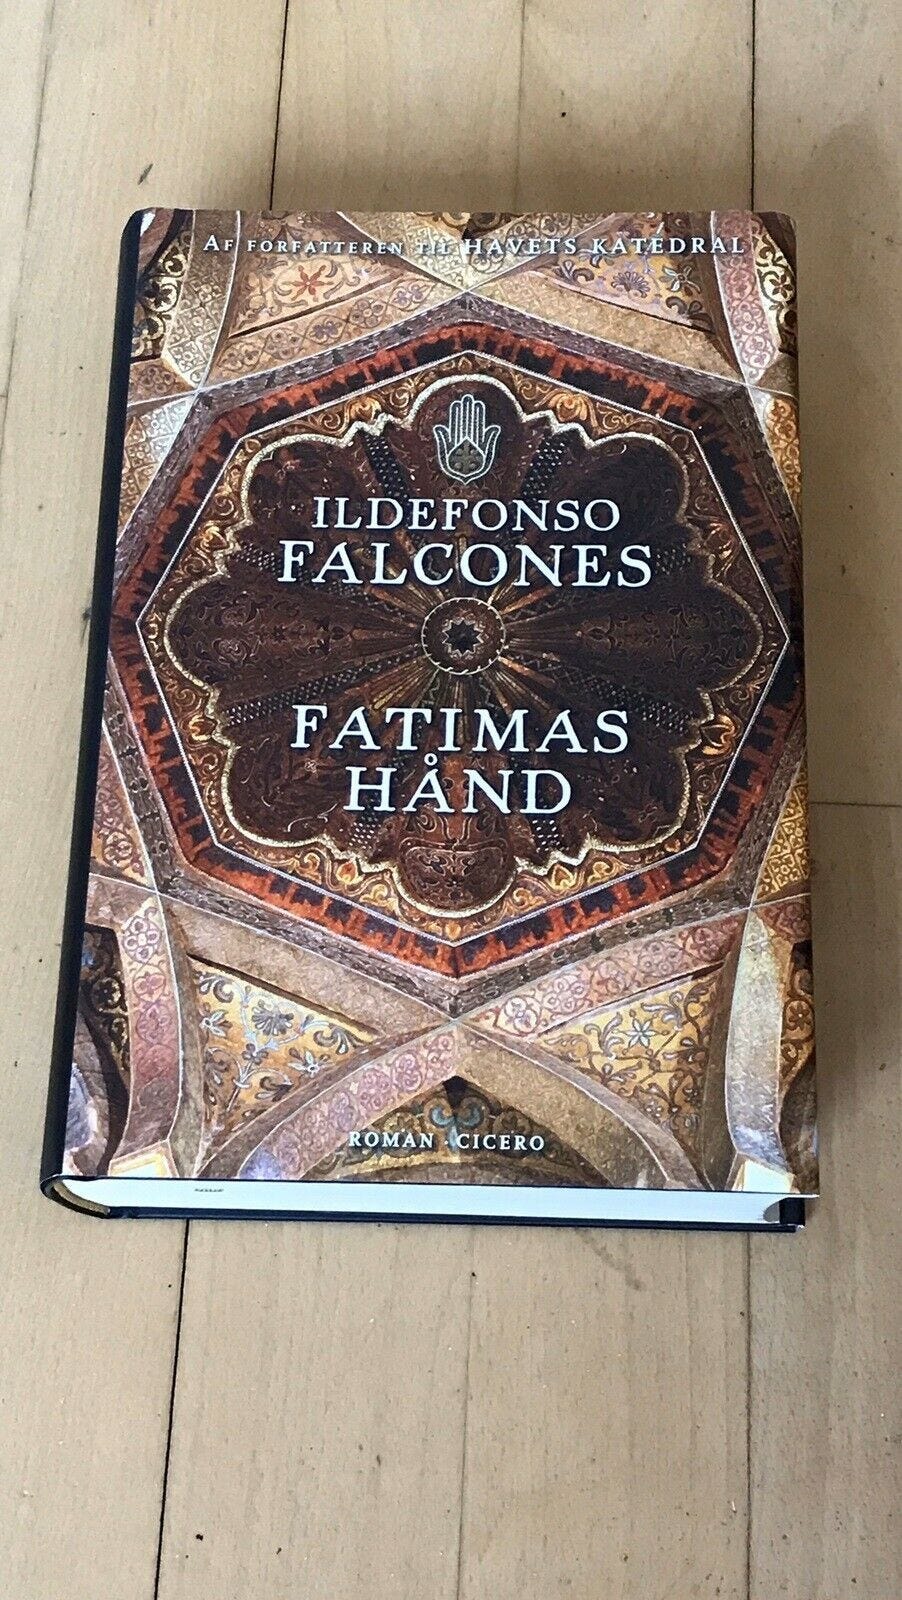 AF FORFATTEREN TIL HAVETS KATEDRAL
ILDEFONSO
FALCONES
FATIMAS
HÅND
ROMAN · CICERO